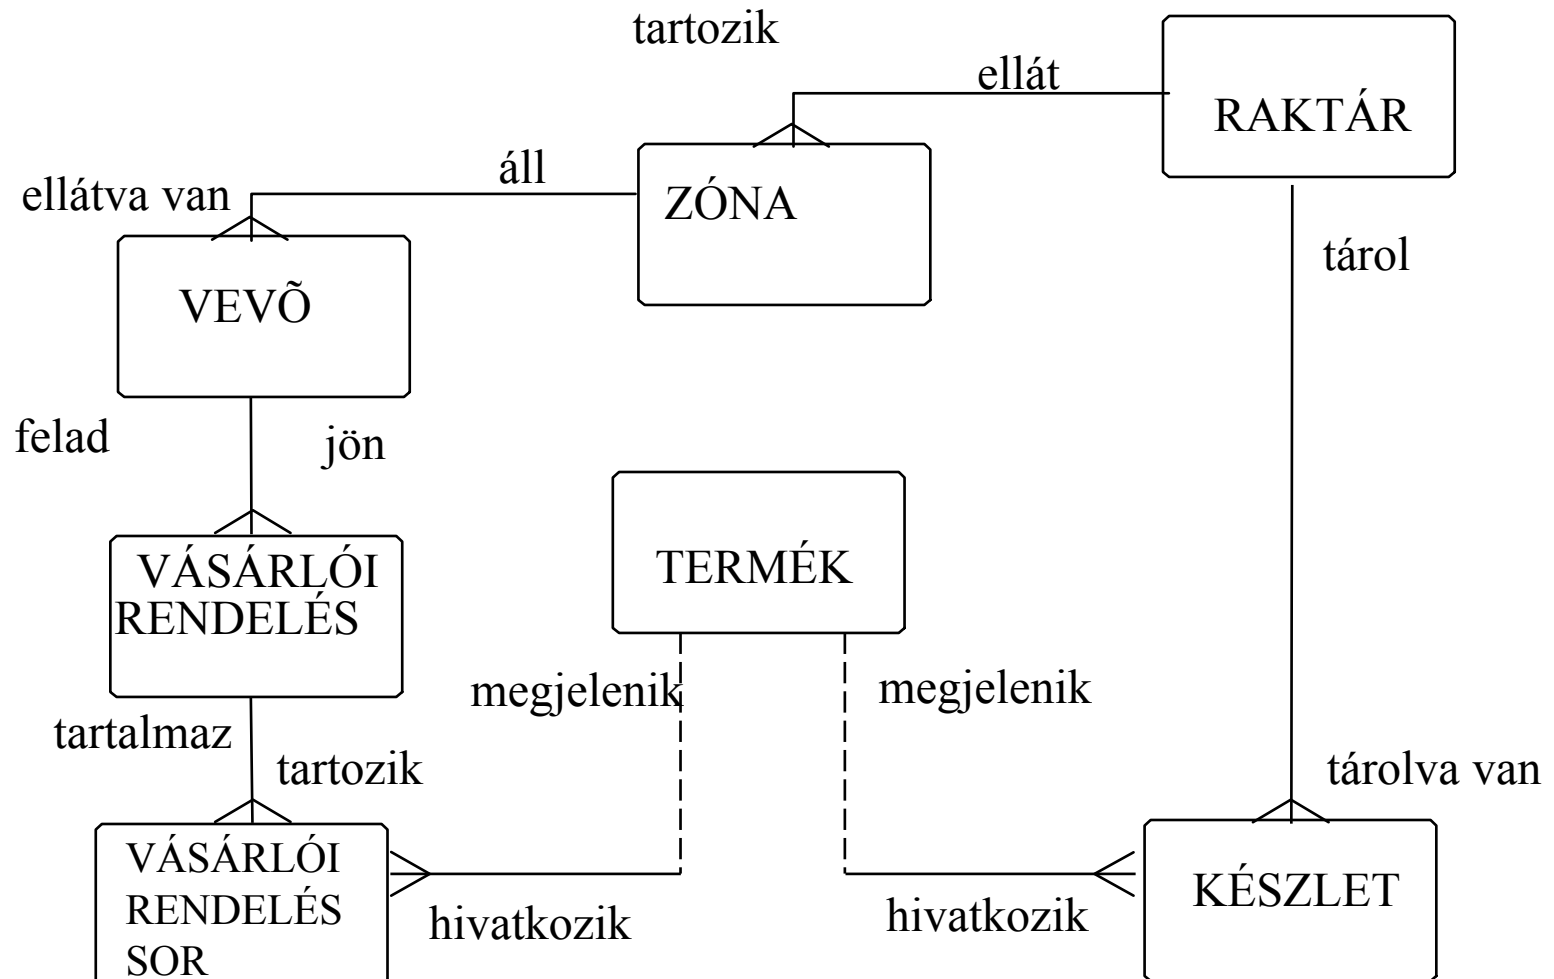 tartozik
ellát
RAKTÁR
áll
ellátva van
ZÓNA
tárol
VEVÕ
felad
jön
VÁSÁRLÓI
RENDELÉS
TERMÉK
megjelenik
megjelenik
tartalmaz
tartozik
tárolva van
VÁSÁRLÓI
RENDELÉS
SOR
hivatkozik
hivatkozik
KÉSZLET